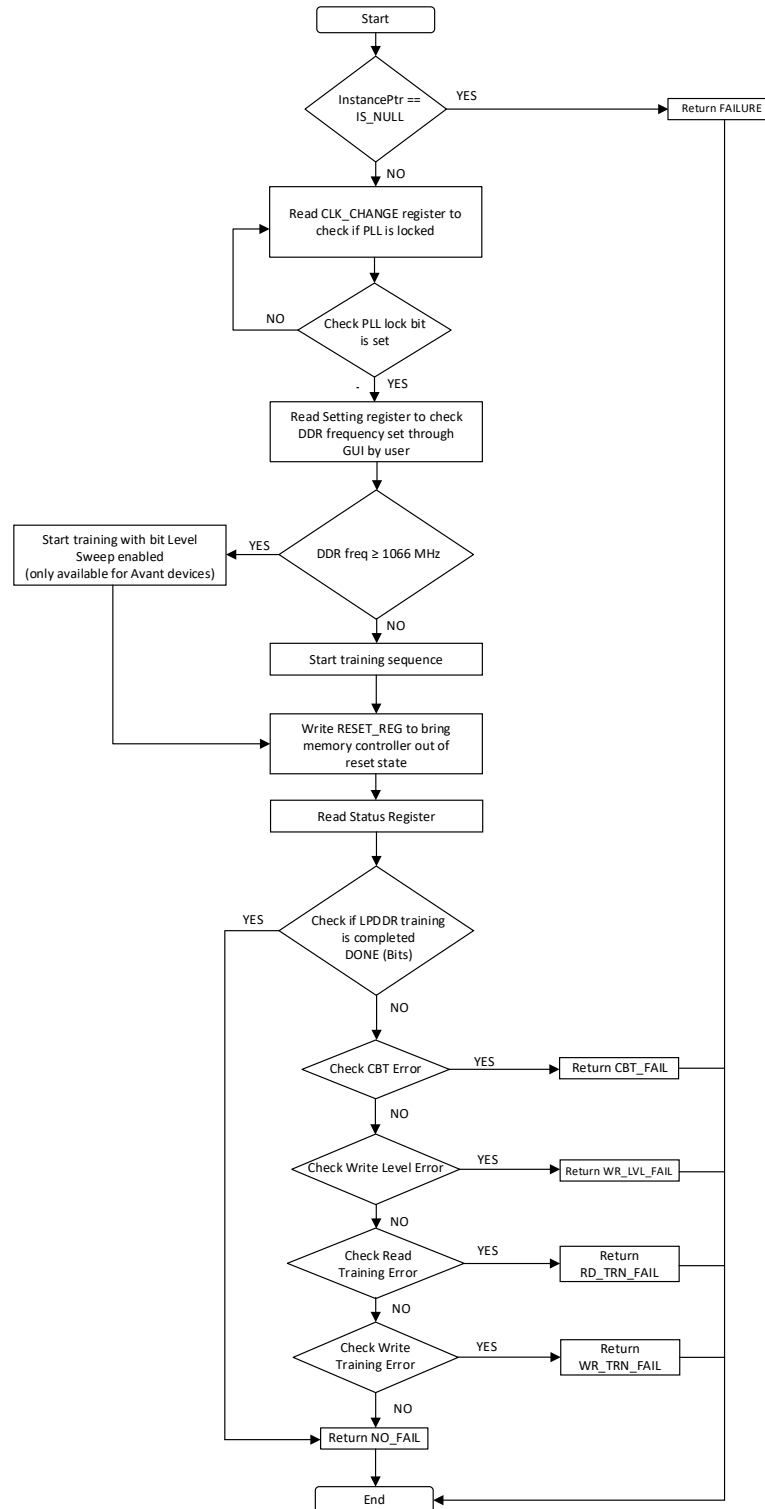 Start
InstancePtr ==
IS_NULL
YES
Return FAILURE
NO
Read CLK_CHANGE register to
check if PLL is locked
NO
Check PLL lock bit
is set
YES
Read Setting register to check
DDR frequency set through
GUI by user
Start training with bit Level
Sweep enabled
(only available for Avant devices)
YES
DDR freq ≥ 1066 MHz
NO
Start training sequence
Write RESET_REG to bring
memory controller out of
reset state
Read Status Register
YES
Check if LPDDR training
is completed
DONE (Bits)
NO
Check CBT Error
YES
Return CBT_FAIL
NO
Check Write Level Error
YES
Return WR_LVL_FAIL
NO
Check Read
Training Error
YES
Return
RD_TRN_FAIL
NO
Check Write
Training Error
YES
Return
WR_TRN_FAIL
NO
Return NO_FAIL
End